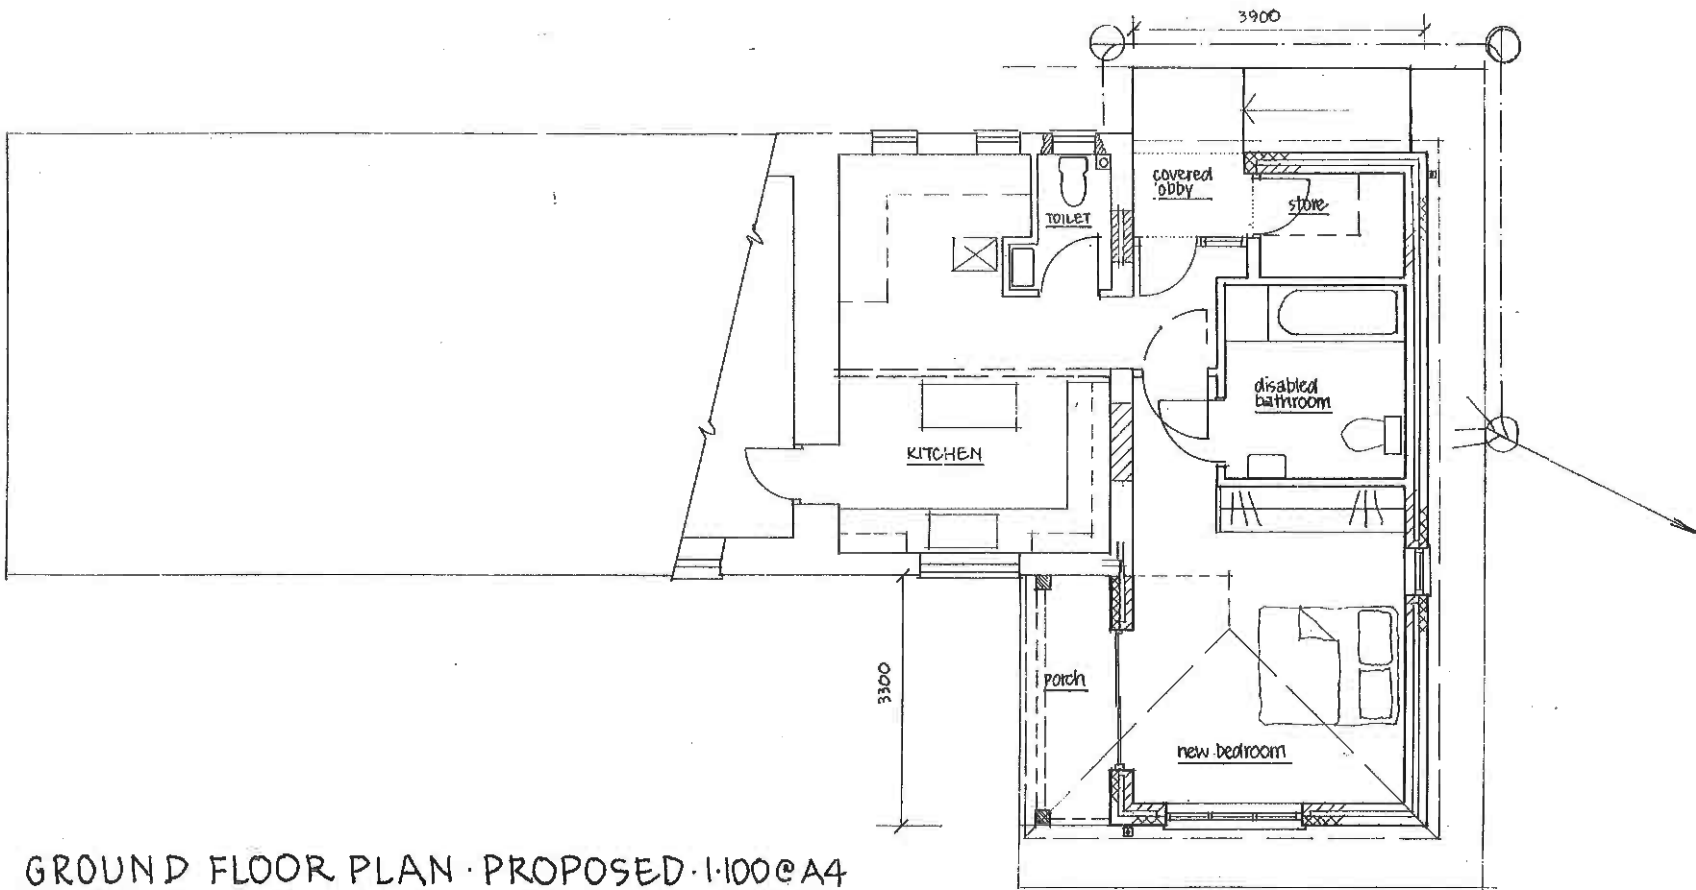 3900
covered
lobby
store
TOILET
disabled
bathroom
KITCHEN
porch
3300
new bedroom
GROUND FLOOR PLAN · PROPOSED · 1:100@A4